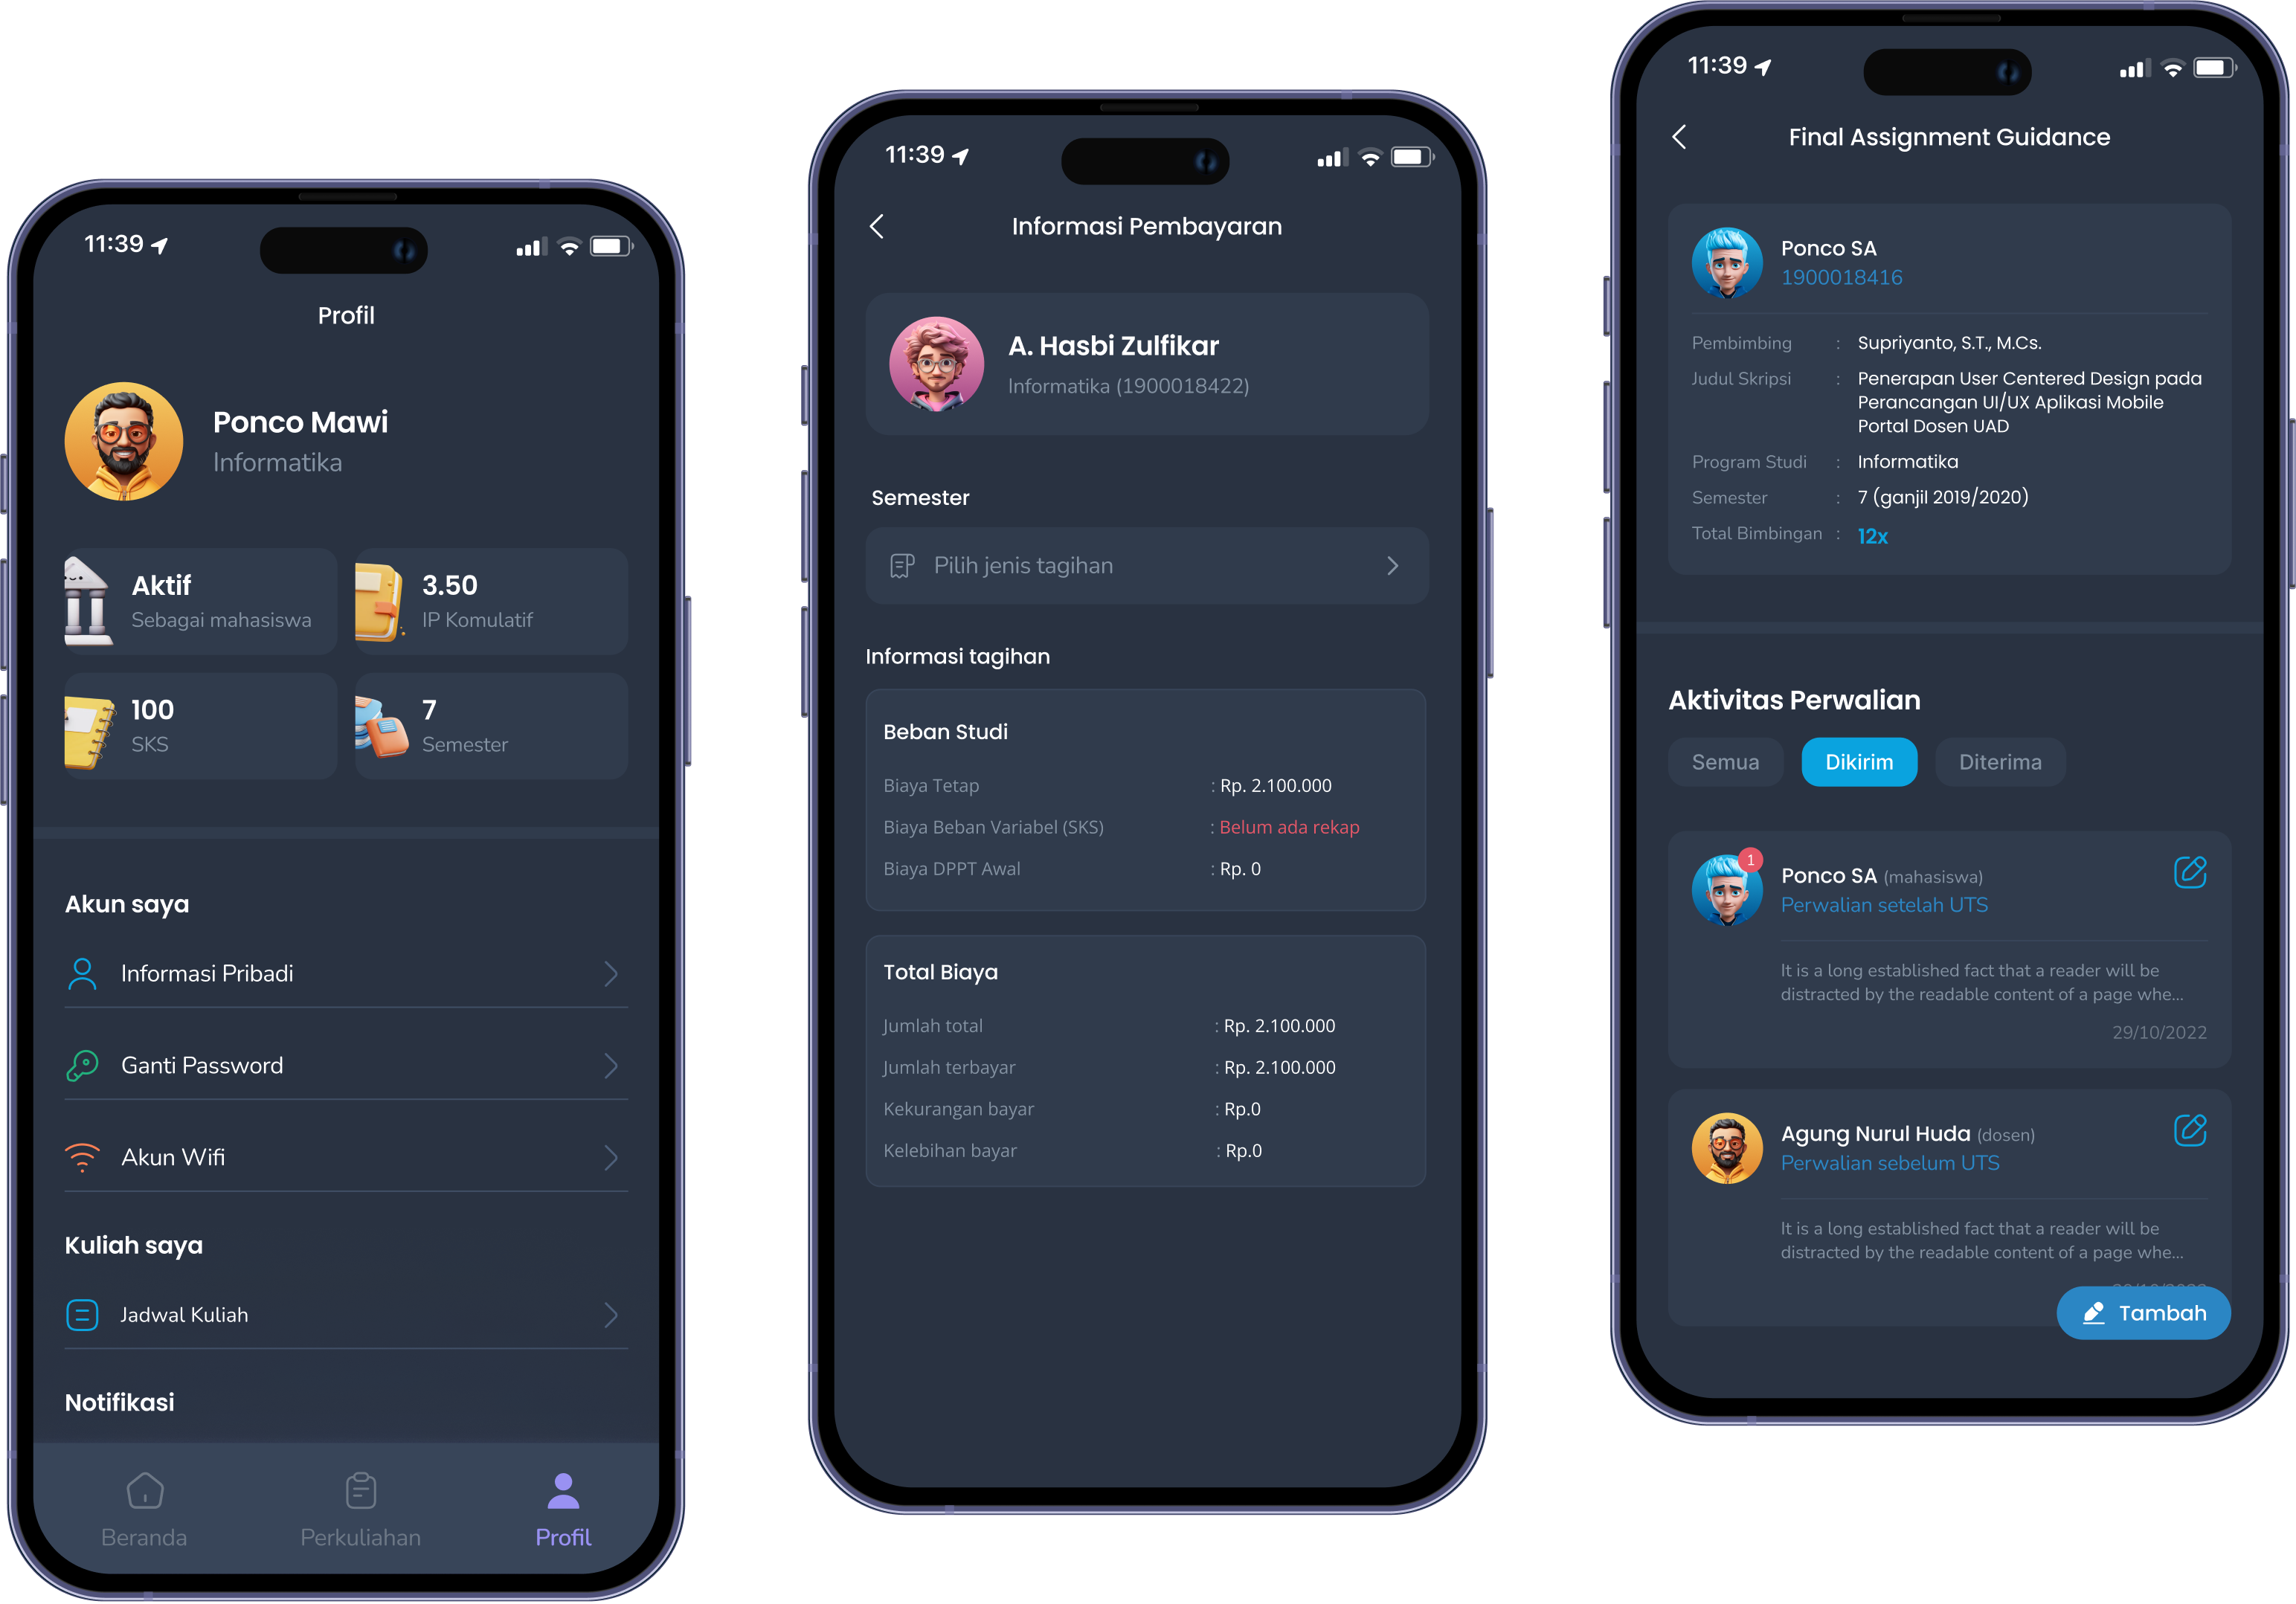 11:39
Profil
Ponco Mawi
Informatika
Aktif
Sebagai mahasiswa
3.50
IP Komulatif
100
SKS
7
Semester
Akun saya
Informasi Pribadi
Ganti Password
Akun Wifi
Kuliah saya
Jadwal Kuliah
Notifikasi
Beranda
Perkuliahan
Profil
11:39
Informasi Pembayaran
A. Hasbi Zulfikar
Informatika (1900018422)
Semester
Pilih jenis tagihan
Informasi tagihan
Beban Studi
Biaya Tetap : Rp. 2.100.000
Biaya Beban Variabel (SKS) : Belum ada rekap
Biaya DPPT Awal : Rp. 0
Total Biaya
Jumlah total : Rp. 2.100.000
Jumlah terbayar : Rp. 2.100.000
Kekurangan bayar : Rp.0
Kelebihan bayar : Rp.0
11:39
Final Assignment Guidance
Ponco SA
1900018416
Pembimbing : Supriyanto, S.T., M.Cs.
Judul Skripsi : Penerapan User Centered Design pada
Perancangan UI/UX Aplikasi Mobile
Portal Dosen UAD
Program Studi : Informatika
Semester : 7 (ganjil 2019/2020)
Total Bimbingan : 12x
Aktivitas Perwalian
Semua
Dikirim
Diterima
1
Ponco SA (mahasiswa)
Perwalian setelah UTS
It is a long established fact that a reader will be
distracted by the readable content of a page whe...
29/10/2022
Agung Nurul Huda (dosen)
Perwalian sebelum UTS
It is a long established fact that a reader will be
distracted by the readable content of a page whe...
Tambah